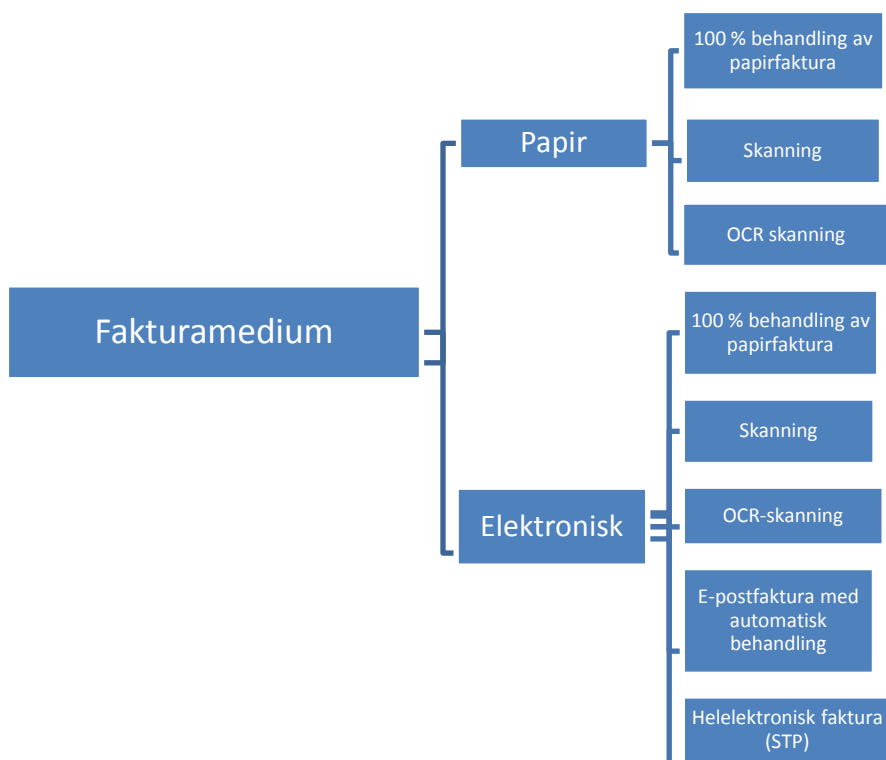 Fakturamedium
Papir
100 % behandling av
papirfaktura
Skanning
OCR skanning
Elektronisk
100 % behandling av
papirfaktura
Skanning
OCR-skanning
E-postfaktura med
automatisk
behandling
Helelektronisk faktura
(STP)